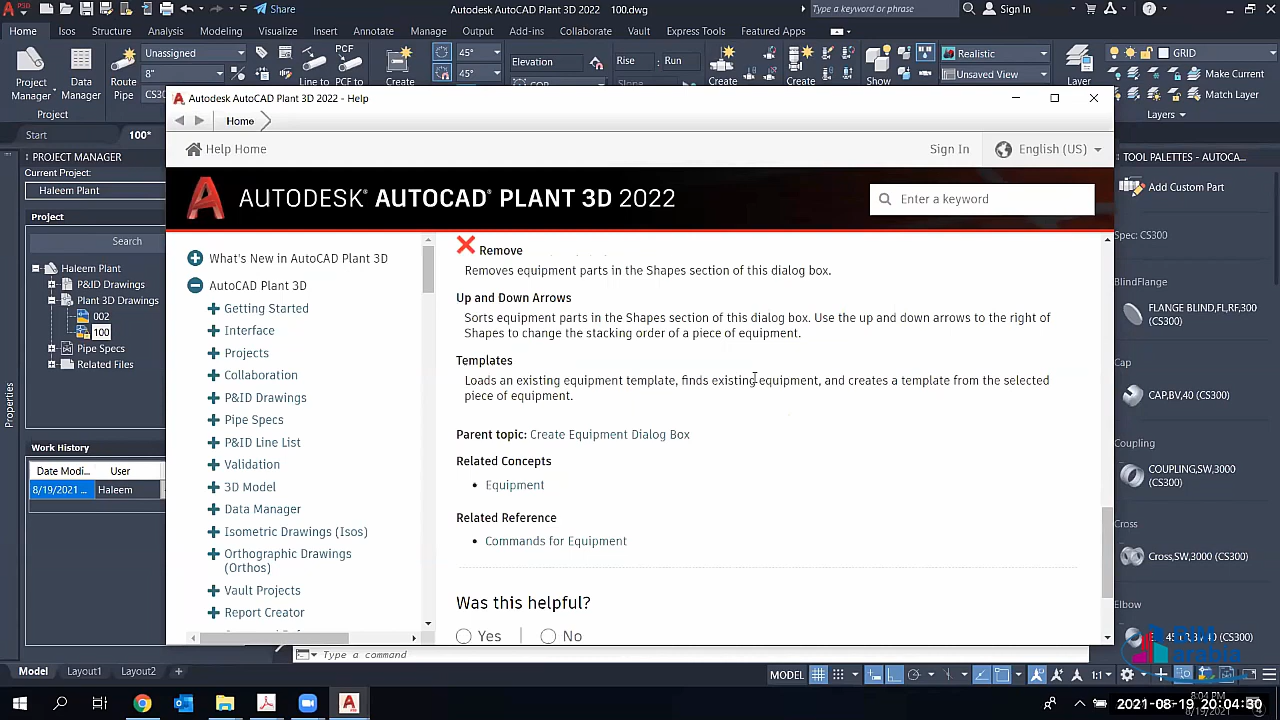 Share
Autodesk AutoCAD Plant 3D 2022 100.dwg
Type a keyword or phrase
Sign In
Home
Isos
Structure
Analysis
Modeling
Visualize
Insert
Annotate
Manage
Output
Add-ins
Collaborate
Vault
Express Tools
Featured Apps
Project Manager
Data Manager
Project
Route Pipe
Unassigned
8"
Line to
PCF
PCF to
Create
45°
45°
Elevation
COP
Rise
Run
Create
Create
Show
Realistic
Unsaved View
Layer
GRID
Make Current
Match Layer
Layers
Start
100*
PROJECT MANAGER
Current Project:
Haleem Plant
Project
Search
Haleem Plant
P&ID Drawings
Plant 3D Drawings
002
100
Pipe Specs
Related Files
Properties
Work History
Date Modi...
User
8/19/2021 ...
Haleem
Autodesk AutoCAD Plant 3D 2022 - Help
Home
Help Home
Sign In
English (US)
AUTODESK® AUTOCAD® PLANT 3D 2022
Enter a keyword
What's New in AutoCAD Plant 3D
AutoCAD Plant 3D
Getting Started
Interface
Projects
Collaboration
P&ID Drawings
Pipe Specs
P&ID Line List
Validation
3D Model
Data Manager
Isometric Drawings (Isos)
Orthographic Drawings
(Orthos)
Vault Projects
Report Creator
Remove
Removes equipment parts in the Shapes section of this dialog box.
Up and Down Arrows
Sorts equipment parts in the Shapes section of this dialog box. Use the up and down arrows to the right of
Shapes to change the stacking order of a piece of equipment.
Templates
Loads an existing equipment template, finds existing equipment, and creates a template from the selected
piece of equipment.
Parent topic: Create Equipment Dialog Box
Related Concepts
• Equipment
Related Reference
• Commands for Equipment
Was this helpful?
Yes
No
TOOL PALETTES - AUTOCA...
Add Custom Part
Spec: CS300
BlindFlange
FLANGE BLIND,FL,RF,300
(CS300)
Cap
CAP,BV,40 (CS300)
Coupling
COUPLING,SW,3000
(CS300)
Cross
Cross,SW,3000 (CS300)
Elbow
Type a command
Model
Layout1
Layout2
MODEL
1:1
2021-08-19 20:04:30